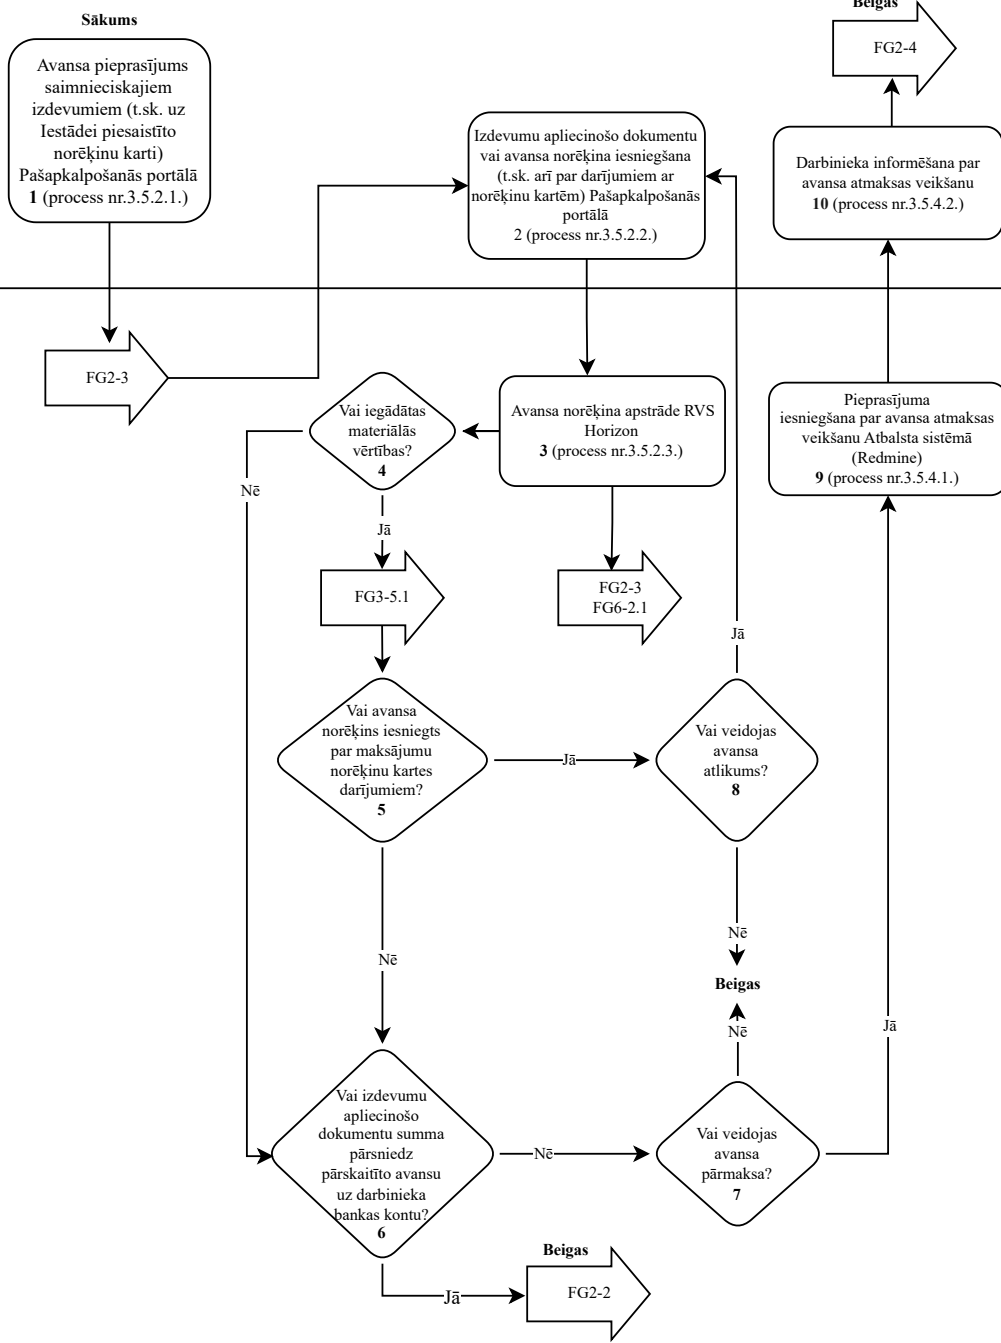 Sākums
Avansa pieprasījums
saimnieciskajiem
izdevumiem (t.sk. uz
Iestādei piesaistīto
norēķinu karti)
Pašapkalpošanās portālā
1 (process nr.3.5.2.1.)
Beigas
FG2-4
Izdevumu apliecinošo dokumentu
vai avansa norēķina iesniegšana
(t.sk. arī par darījumiem ar
norēķinu kartēm) Pašapkalpošanās
portālā
2 (process nr.3.5.2.2.)
Darbinieka informēšana par
avansa atmaksas veikšanu
10 (process nr.3.5.4.2.)
FG2-3
Vai iegādātas
materiālās
vērtības?
4
Avansa norēķina apstrāde RVS
Horizon
3 (process nr.3.5.2.3.)
Pieprasījuma
iesniegšana par avansa atmaksas
veikšanu Atbalsta sistēmā
(Redmine)
9 (process nr.3.5.4.1.)
Nē
Jā
FG3-5.1
FG2-3
FG6-2.1
Jā
Vai avansa
norēķins iesniegts
par maksājumu
norēķinu kartes
darījumiem?
5
Jā
Vai veidojas
avansa
atlikums?
8
Nē
Nē
Beigas
Nē
Jā
Vai izdevumu
apliecinošo
dokumentu summa
pārsniedz
pārskaitīto avansu
uz darbinieka
bankas kontu?
6
Nē
Vai veidojas
avansa
pārmaksa?
7
Jā
Beigas
FG2-2